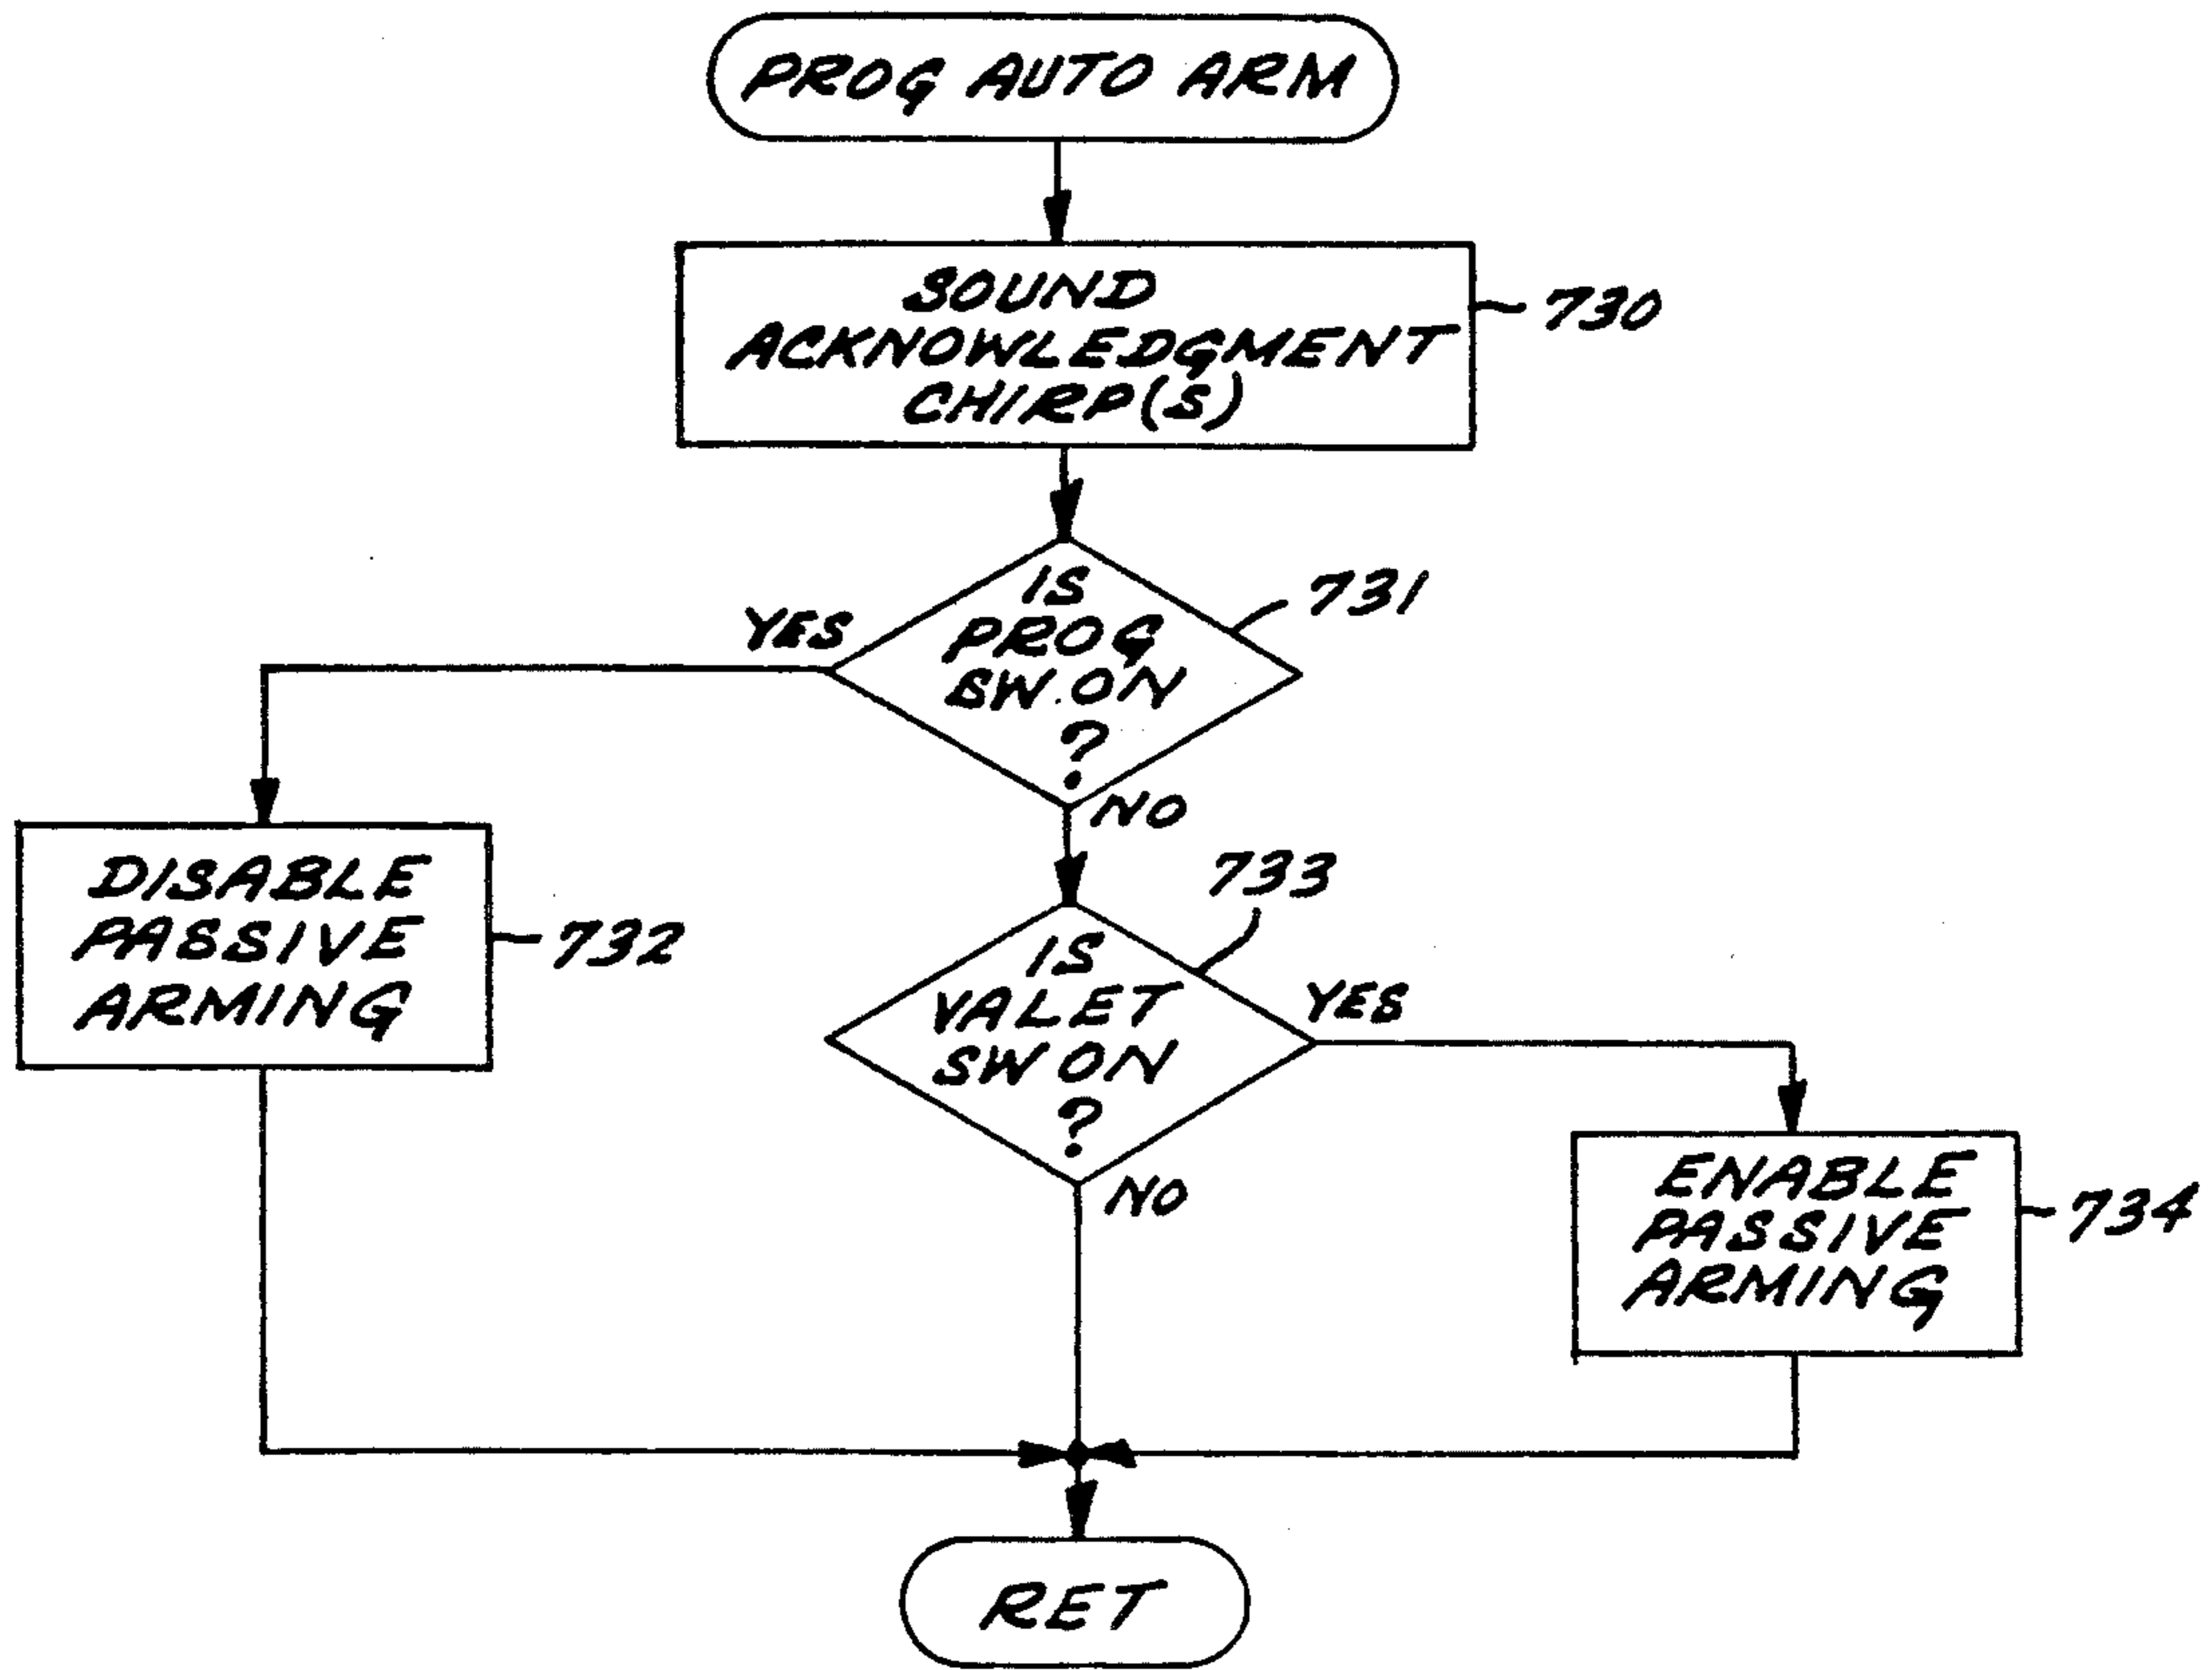 PROG AUTO ARM
SOUND
ACKNOWLEDGMENT
CHIRP(S)
730
IS
PROG
SW. ON
?
731
YES
NO
DISABLE
PASSIVE
ARMING
732
733
IS
VALET
SW ON
?
YES
NO
ENABLE
PASSIVE
ARMING
734
RET